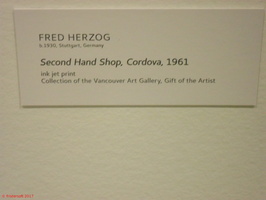 FRED HERZOG
b.1930, Stuttgart, Germany
Second Hand Shop, Cordova, 1961
ink jet print
Collection of the Vancouver Art Gallery, Gift of the Artist